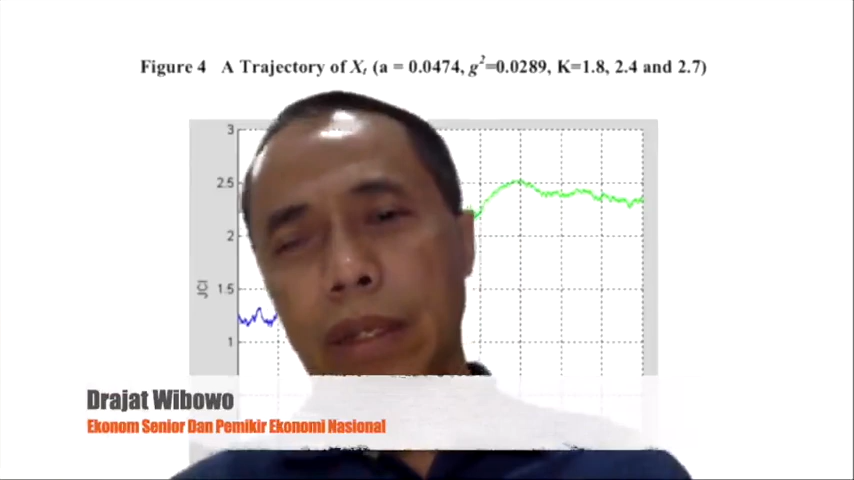 Figure 4 A Trajectory of Xt (a = 0.0474, g²=0.0289, K=1.8, 2.4 and 2.7)
3
2.5
2
JCI
1.5
1
Drajat Wibowo
Ekonom Senior Dan Pemikir Ekonomi Nasional